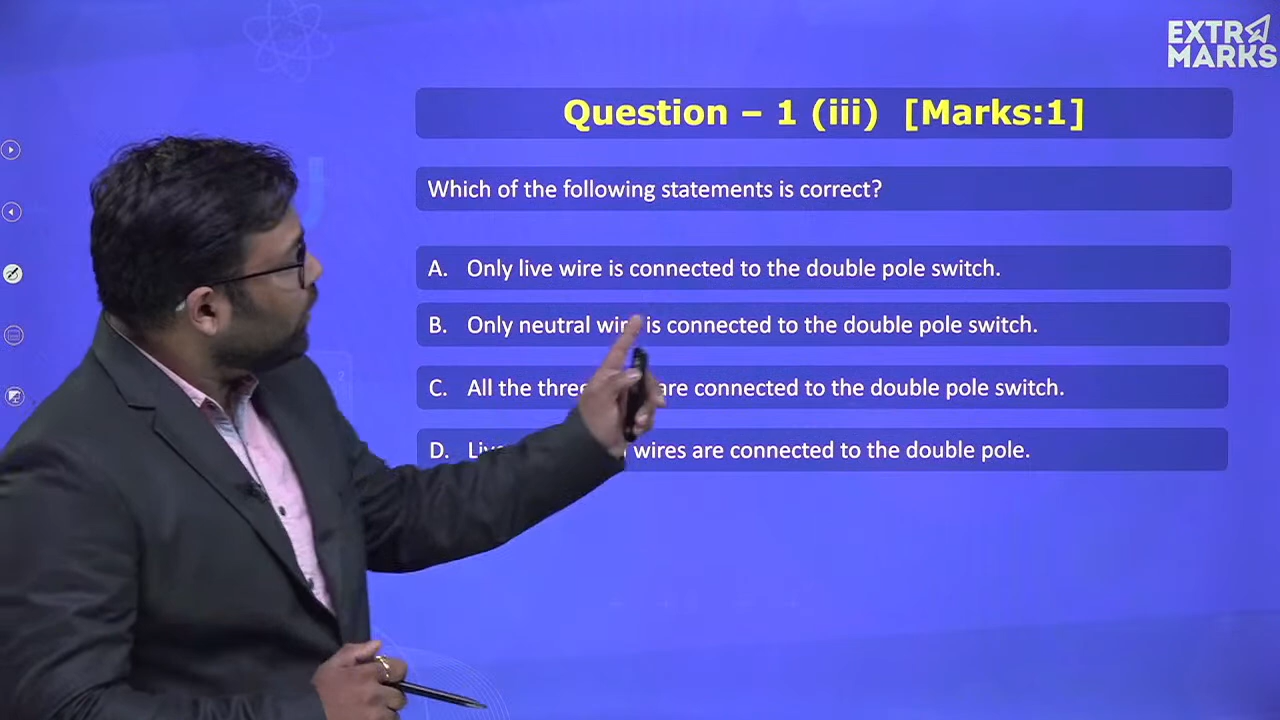 EXTRA
MARKS
Question – 1 (iii) [Marks:1]
Which of the following statements is correct?
A. Only live wire is connected to the double pole switch.
B. Only neutral wire is connected to the double pole switch.
C. All the three are connected to the double pole switch.
D. wires are connected to the double pole.